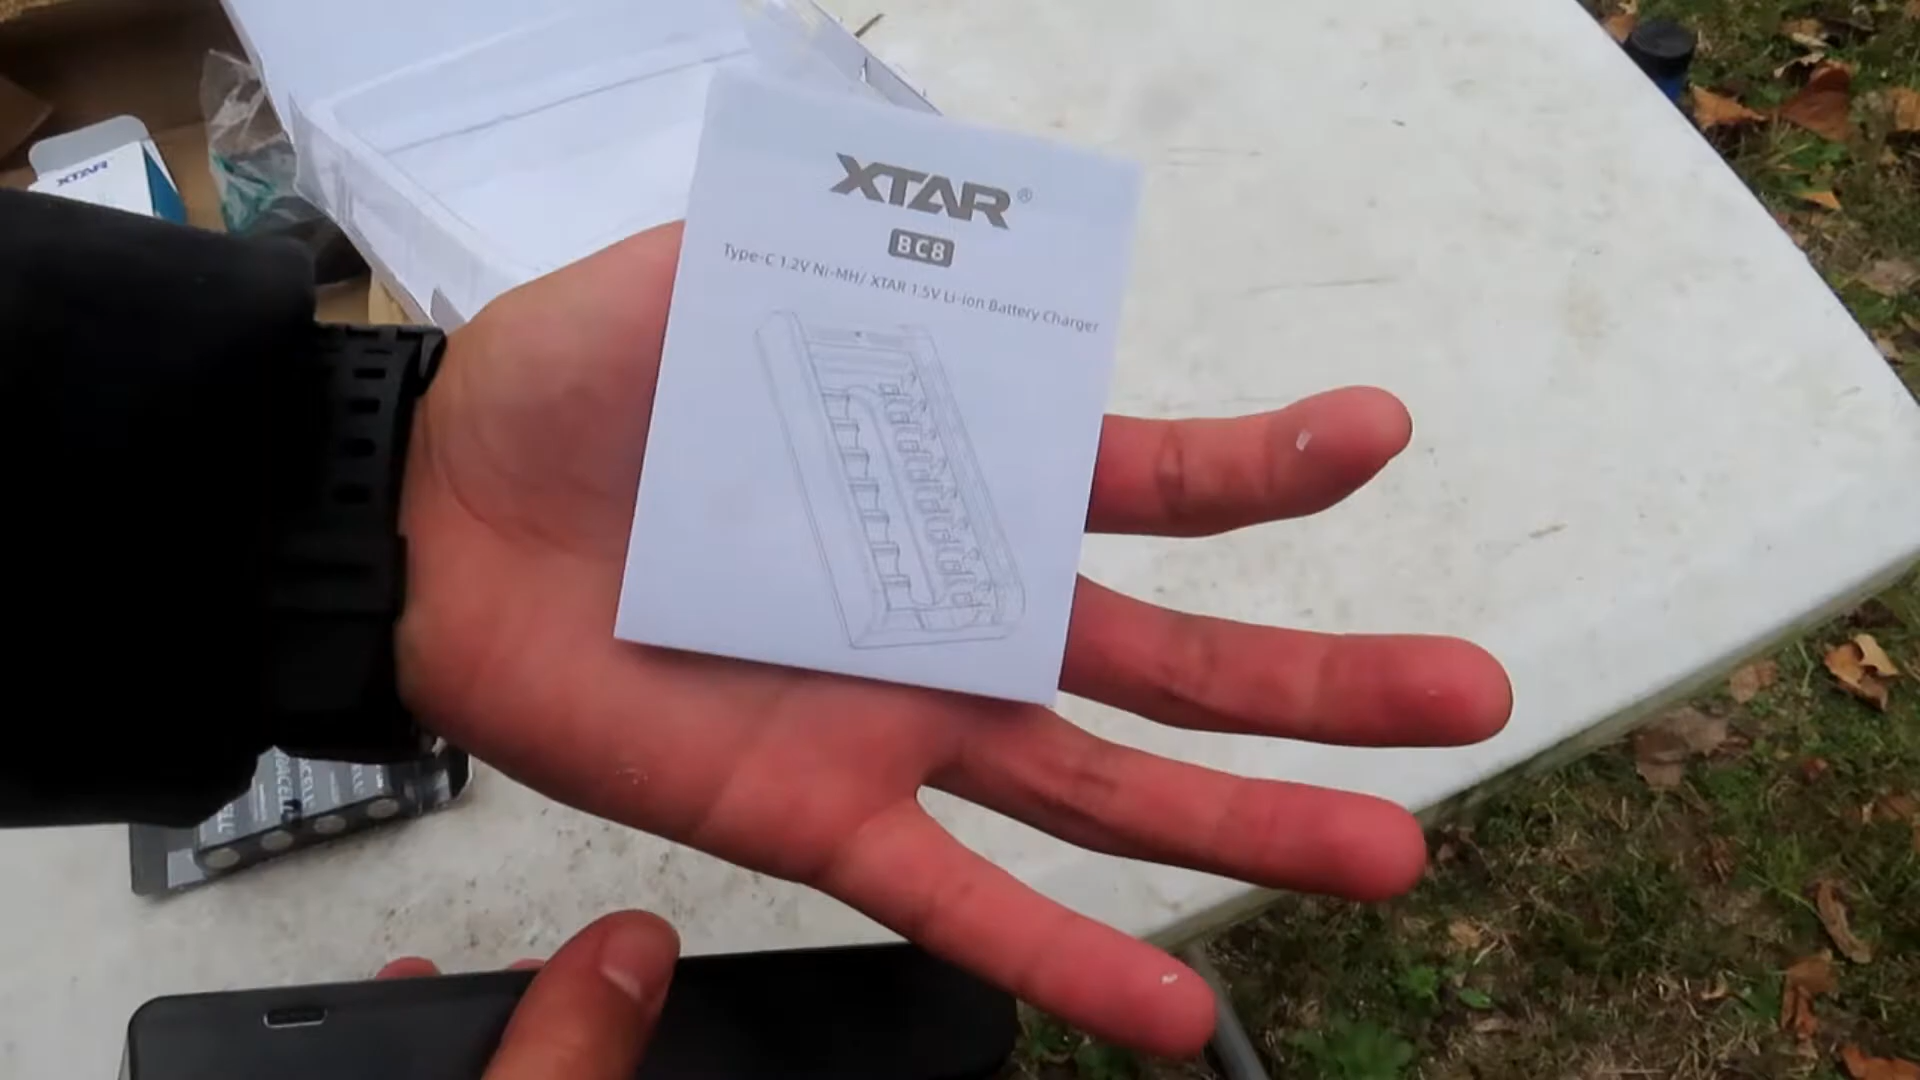 XTAR
XTAR®
BC8
Type-C 1.2V Ni-MH/ XTAR 1.5V Li-ion Battery Charger